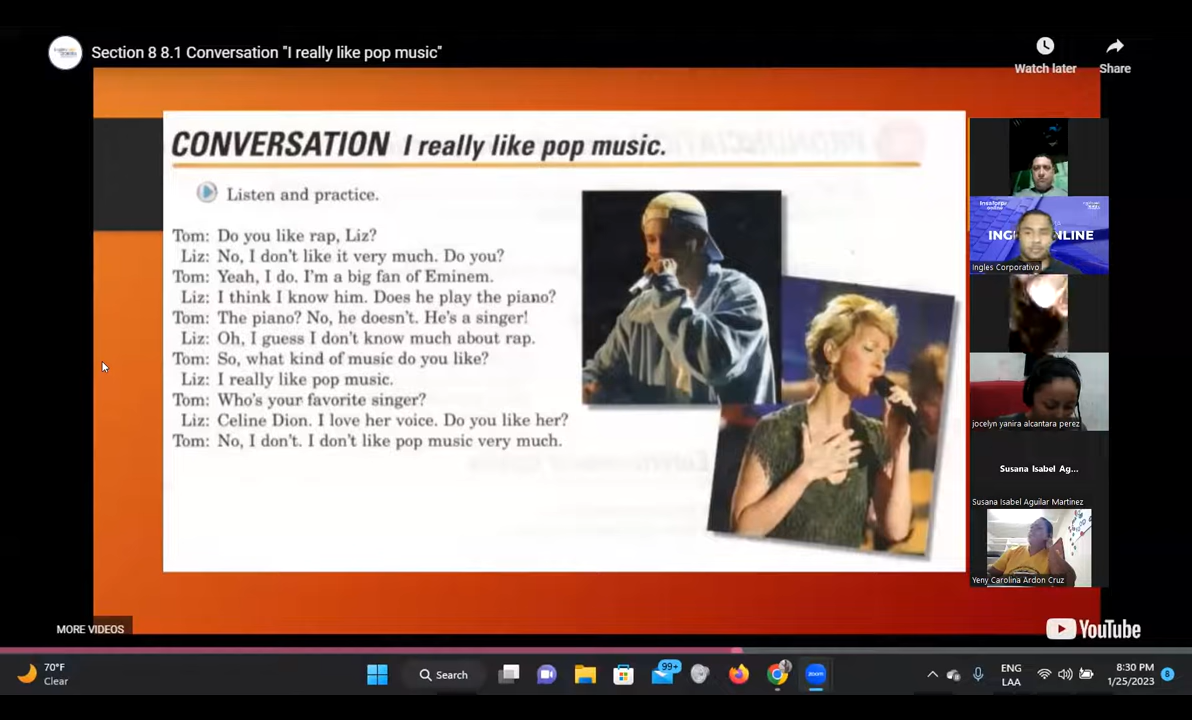 Section 8 8.1 Conversation "I really like pop music"
Watch later
Share
CONVERSATION I really like pop music.
Listen and practice.
Tom: Do you like rap, Liz?
Liz: No, I don't like it very much. Do you?
Tom: Yeah, I do. I'm a big fan of Eminem.
Liz: I think I know him. Does he play the piano?
Tom: The piano? No, he doesn't. He's a singer!
Liz: Oh, I guess I don't know much about rap.
Tom: So, what kind of music do you like?
Liz: I really like pop music.
Tom: Who's your favorite singer?
Liz: Celine Dion. I love her voice. Do you like her?
Tom: No, I don't. I don't like pop music very much.
Ingles Corporativo
jocelyn yanira alcantara perez
Susana Isabel Ag...
Susana Isabel Aguilar Martinez
Yeny Carolina Ardon Cruz
MORE VIDEOS
YouTube
70°F
Clear
Search
99+
zoom
ENG
LAA
8:30 PM
1/25/2023
8